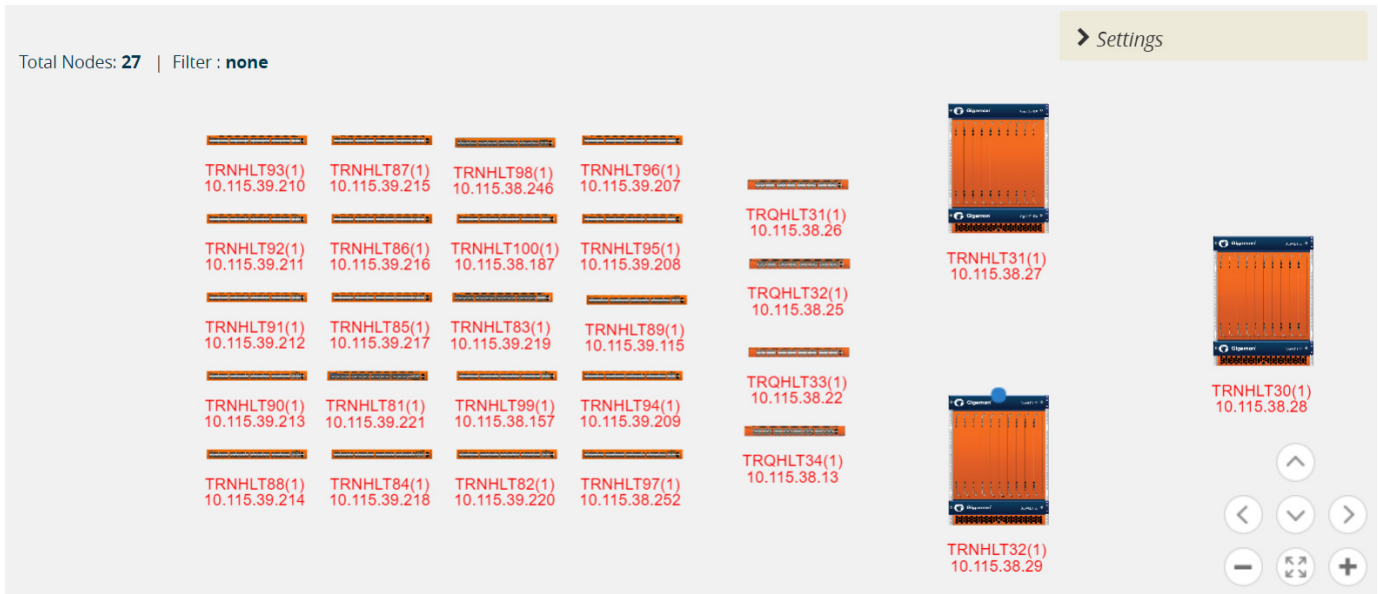 Settings
Total Nodes: 27 | Filter : none
TRNHLT93(1)
10.115.39.210
TRNHLT87(1)
10.115.39.215
TRNHLT98(1)
10.115.38.246
TRNHLT96(1)
10.115.39.207
TRNHLT92(1)
10.115.39.211
TRNHLT86(1)
10.115.39.216
TRNHLT100(1)
10.115.38.187
TRNHLT95(1)
10.115.39.208
TRNHLT91(1)
10.115.39.212
TRNHLT85(1)
10.115.39.217
TRNHLT83(1)
10.115.39.219
TRNHLT89(1)
10.115.39.115
TRNHLT90(1)
10.115.39.213
TRNHLT81(1)
10.115.39.221
TRNHLT99(1)
10.115.38.157
TRNHLT94(1)
10.115.39.209
TRNHLT88(1)
10.115.39.214
TRNHLT84(1)
10.115.39.218
TRNHLT82(1)
10.115.39.220
TRNHLT97(1)
10.115.38.252
TRQHLT31(1)
10.115.38.26
TRQHLT32(1)
10.115.38.25
TRQHLT33(1)
10.115.38.22
TRQHLT34(1)
10.115.38.13
Gigamon
Gigamon
TRNHLT31(1)
10.115.38.27
Gigamon
Gigamon
TRNHLT32(1)
10.115.38.29
Gigamon
Gigamon
TRNHLT30(1)
10.115.38.28